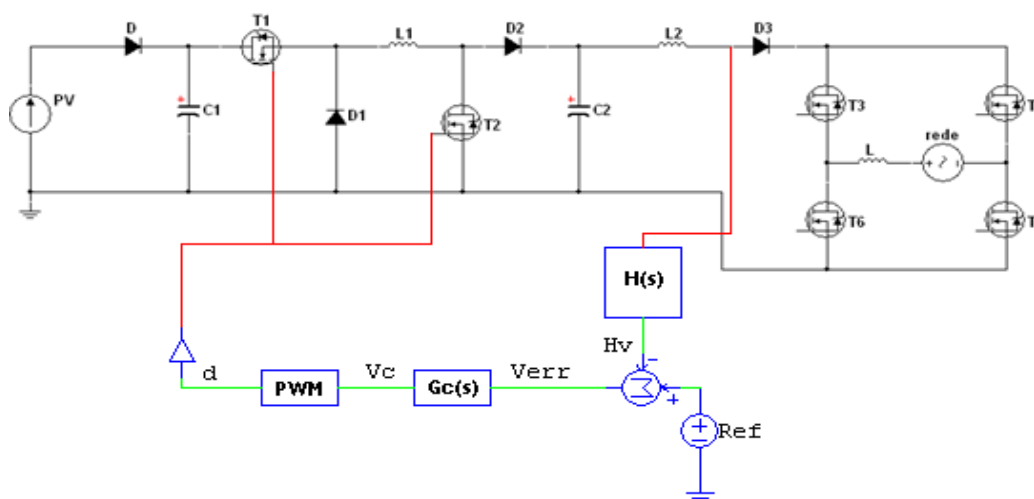 D
T1
L1
D2
L2
D3
PV
C1
D1
T2
C2
T3
T
rede
L
T6
T
H(s)
Hv
d
PWM
Vc
Gc(s)
Verr
Ref